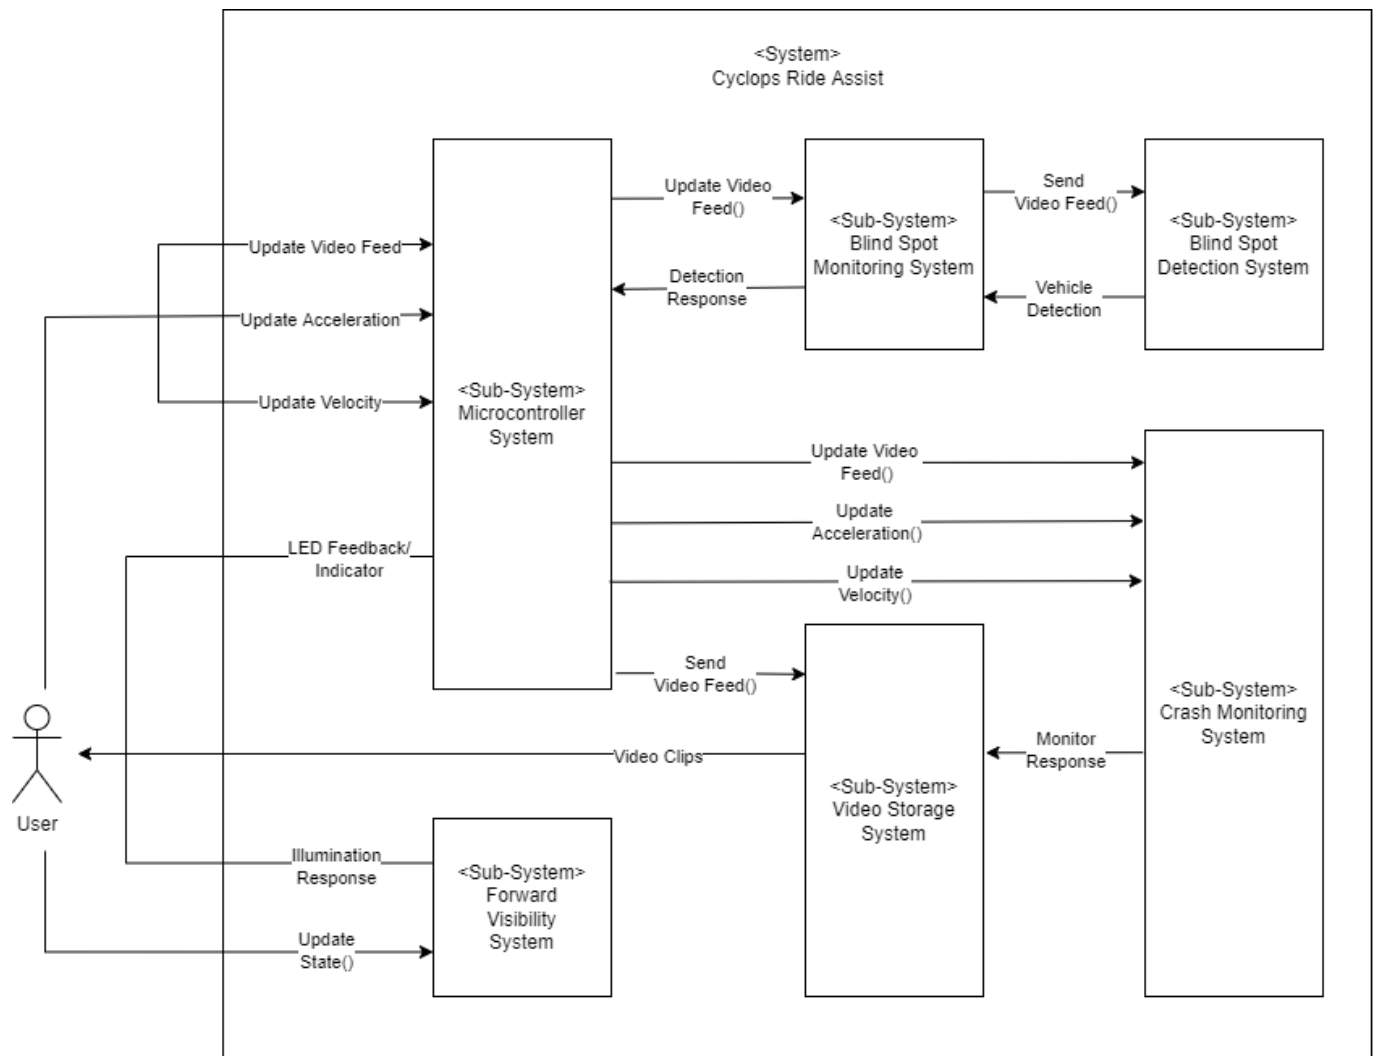 <System>
Cyclops Ride Assist
Update Video
Feed()
Send
Video Feed()
<Sub-System>
Blind Spot
Monitoring System
<Sub-System>
Blind Spot
Detection System
Update Video Feed
Detection
Response
Vehicle
Detection
Update Acceleration
Update Velocity
<Sub-System>
Microcontroller
System
Update Video
Feed()
Update
Acceleration()
Update
Velocity()
LED Feedback/
Indicator
Send
Video Feed()
<Sub-System>
Crash Monitoring
System
Monitor
Response
Video Clips
<Sub-System>
Video Storage
System
User
Illumination
Response
<Sub-System>
Forward
Visibility
System
Update
State()